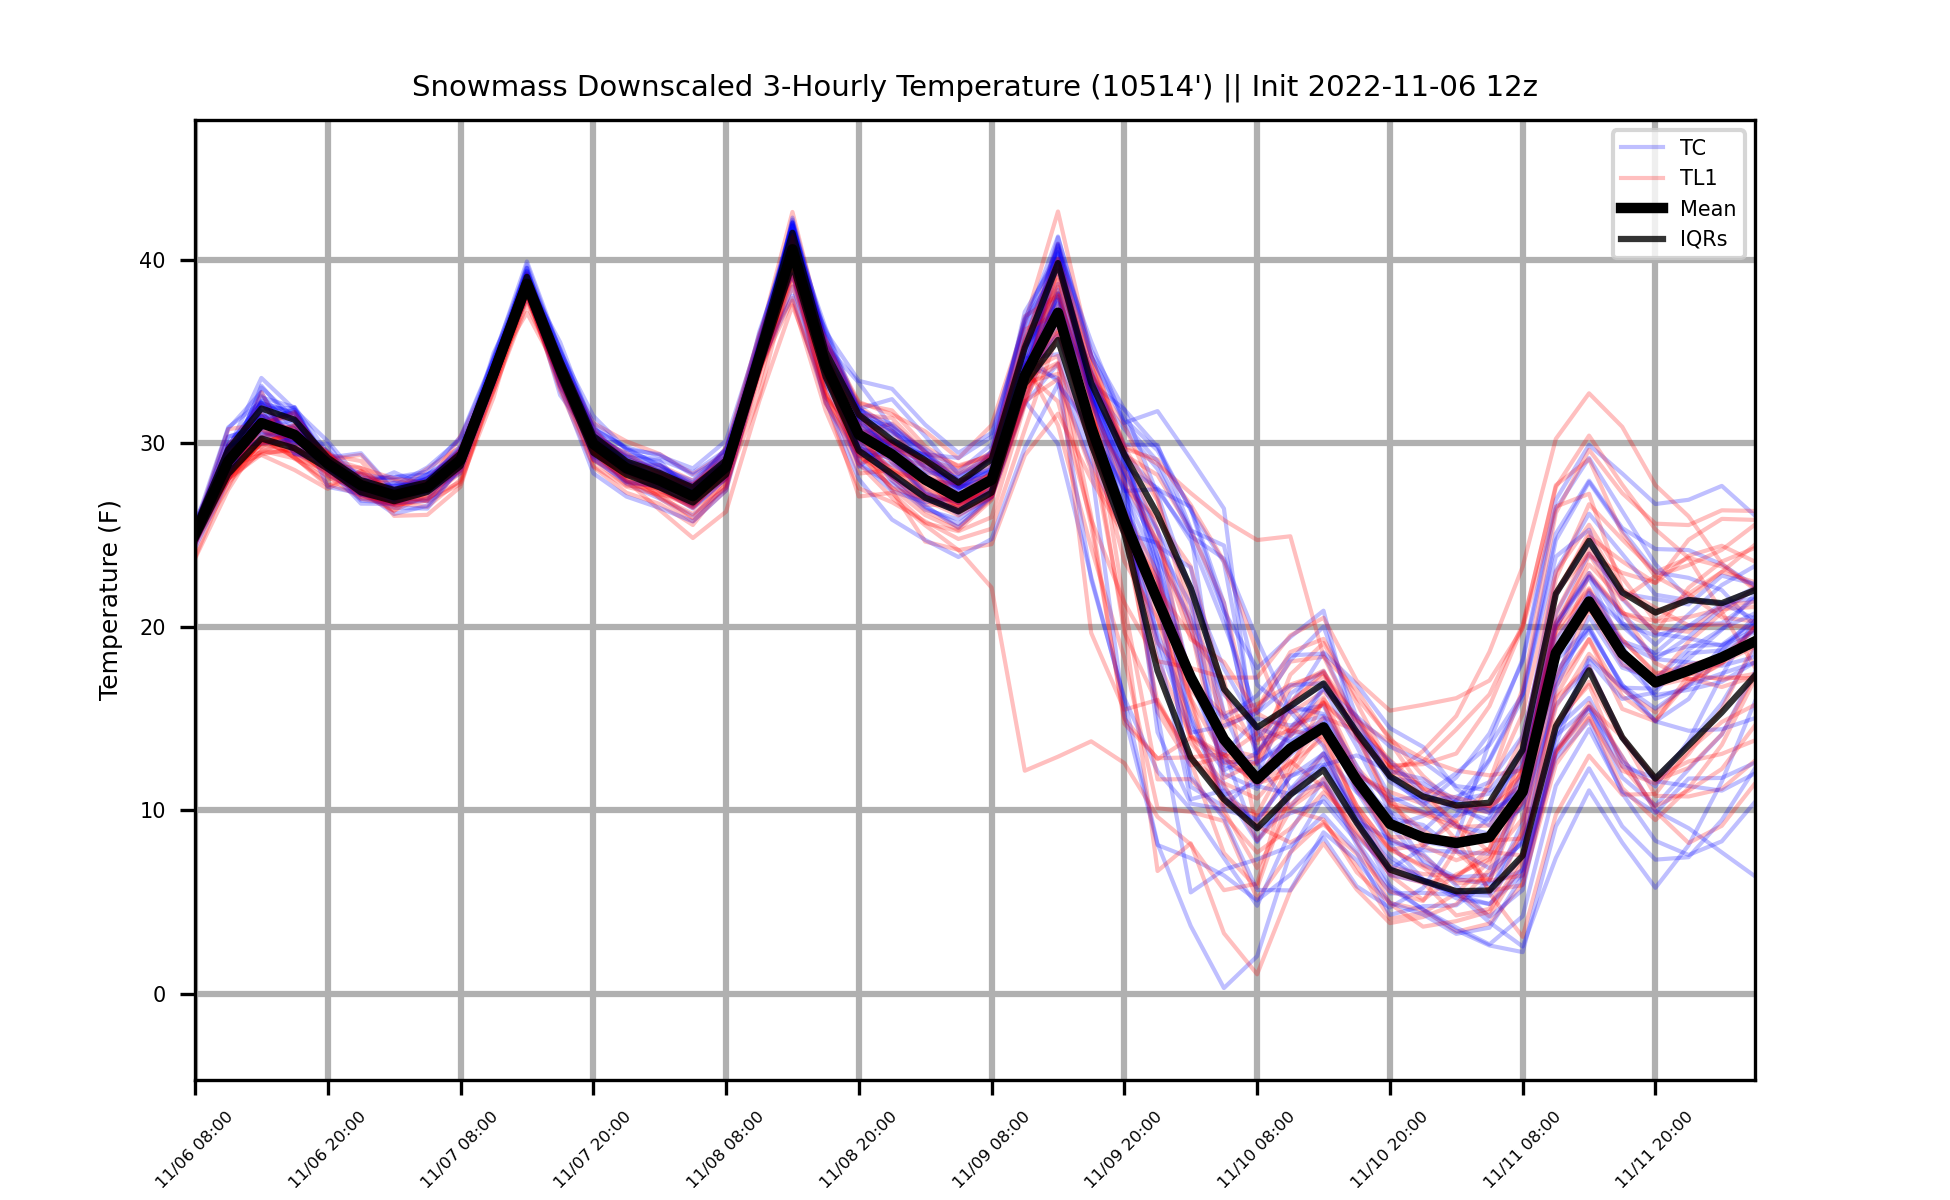 Snowmass Downscaled 3-Hourly Temperature (10514') || Init 2022-11-06 12z
TC
TL1
Mean
IQRs
Temperature (F)
40
30
20
10
0
11/06 08:00
11/06 20:00
11/07 08:00
11/07 20:00
11/08 08:00
11/08 20:00
11/09 08:00
11/09 20:00
11/10 08:00
11/10 20:00
11/11 08:00
11/11 20:00